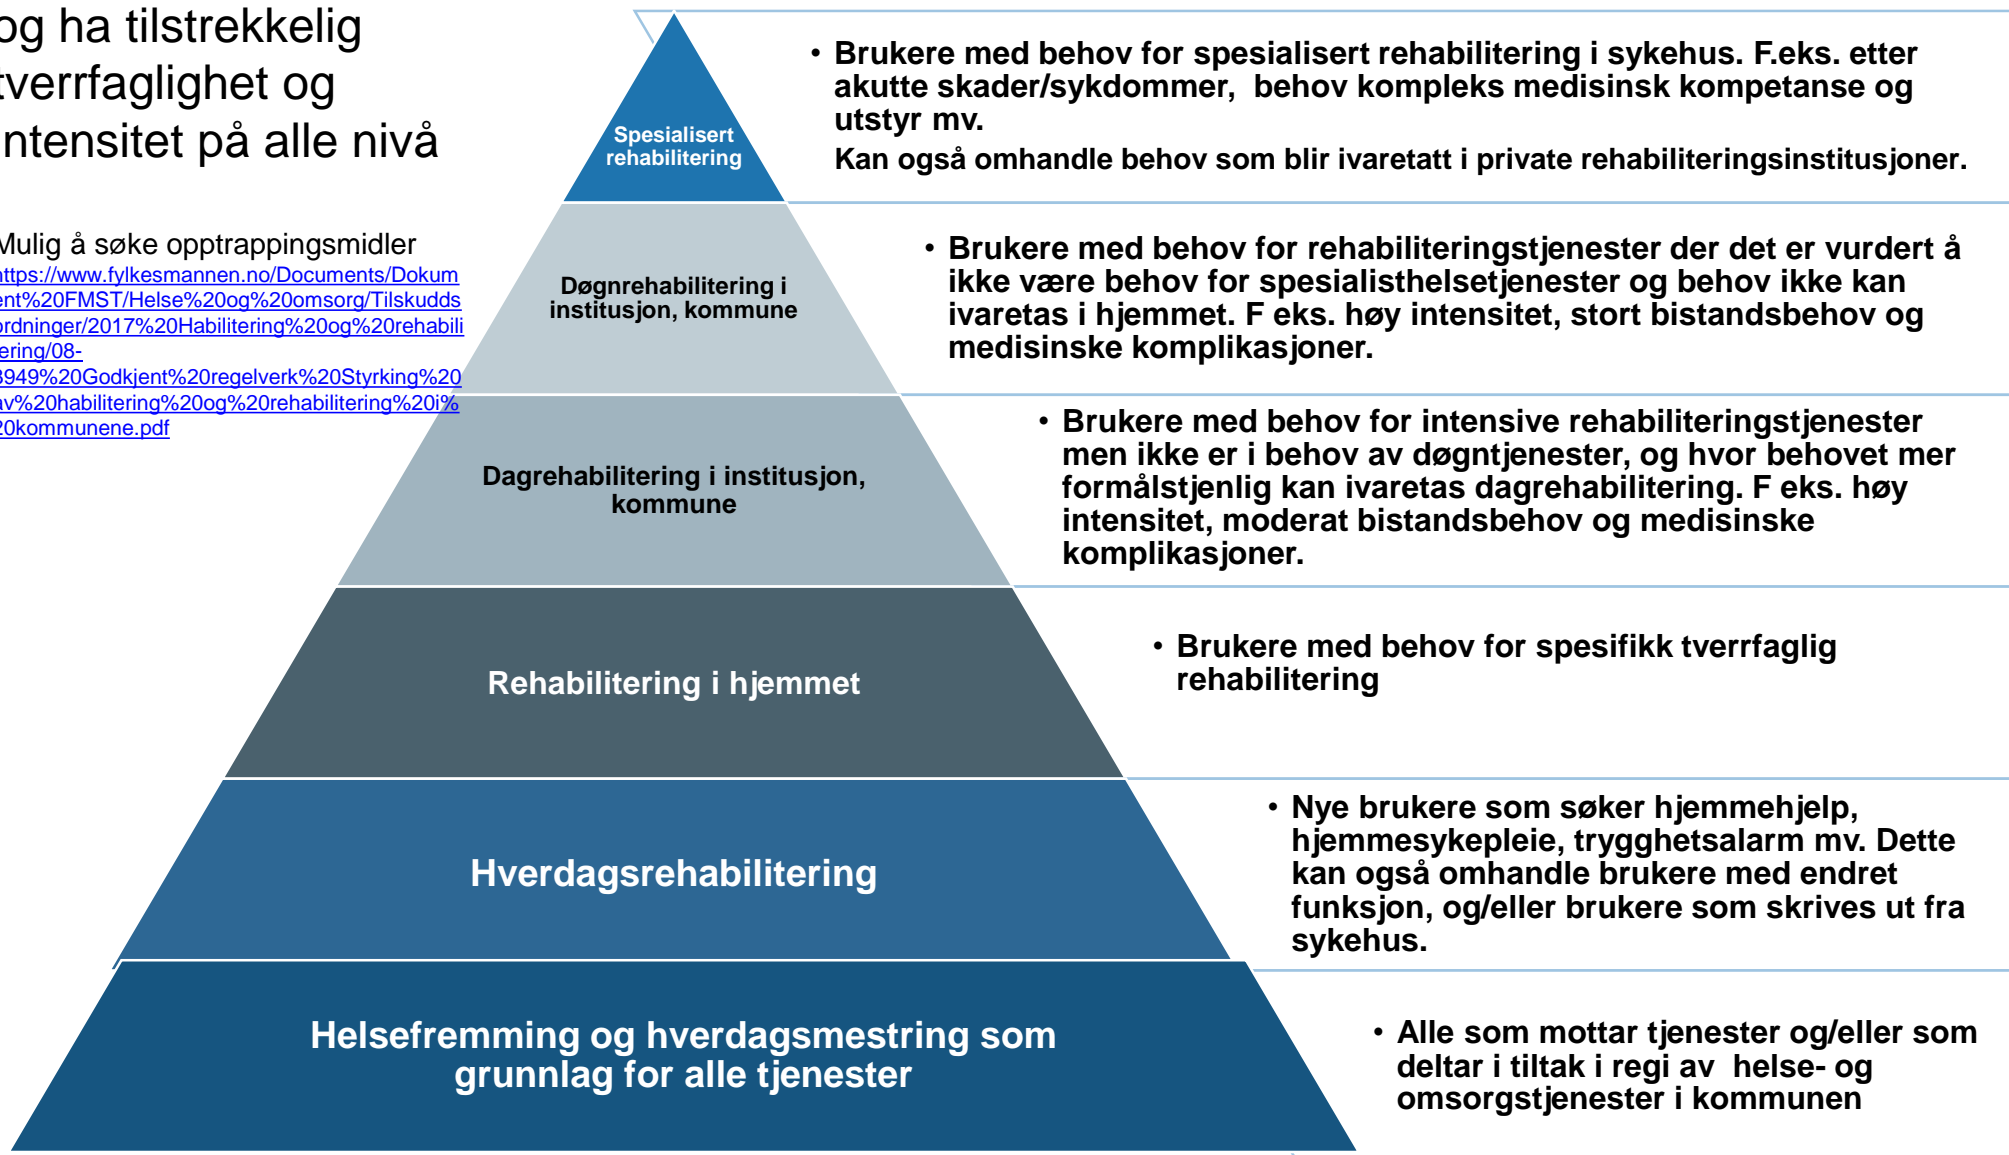 og ha tilstrekkelig
tverrfaglighet og
intensitet på alle nivå
Mulig å søke opptrappingsmidler
https://www.fylkesmannen.no/Documents/Dokum
ent%20FMST/Helse%20og%20omsorg/Tilskudds
ordninger/2017%20Habilitering%20og%20rehabili
tering/08-
3949%20Godkjent%20regelverk%20Styrking%20
av%20habilitering%20og%20rehabilitering%20i%
20kommunene.pdf
Spesialisert
rehabilitering
• Brukere med behov for spesialisert rehabilitering i sykehus. F.eks. etter
akutte skader/sykdommer,  behov kompleks medisinsk kompetanse og
utstyr mv.
Kan også omhandle behov som blir ivaretatt i private rehabiliteringsinstitusjoner.
Døgnrehabilitering i
institusjon, kommune
• Brukere med behov for rehabiliteringstjenester der det er vurdert å
ikke være behov for spesialisthelsetjenester og behov ikke kan
ivaretas i hjemmet. F eks. høy intensitet, stort bistandsbehov og
medisinske komplikasjoner.
Dagrehabilitering i institusjon,
kommune
• Brukere med behov for intensive rehabiliteringstjenester
men ikke er i behov av døgntjenester, og hvor behovet mer
formålstjenlig kan ivaretas dagrehabilitering. F eks. høy
intensitet, moderat bistandsbehov og medisinske
komplikasjoner.
Rehabilitering i hjemmet
• Brukere med behov for spesifikk tverrfaglig
rehabilitering
Hverdagsrehabilitering
• Nye brukere som søker hjemmehjelp,
hjemmesykepleie, trygghetsalarm mv. Dette
kan også omhandle brukere med endret
funksjon, og/eller brukere som skrives ut fra
sykehus.
Helsefremming og hverdagsmestring som
grunnlag for alle tjenester
• Alle som mottar tjenester og/eller som
deltar i tiltak i regi av  helse- og
omsorgstjenester i kommunen